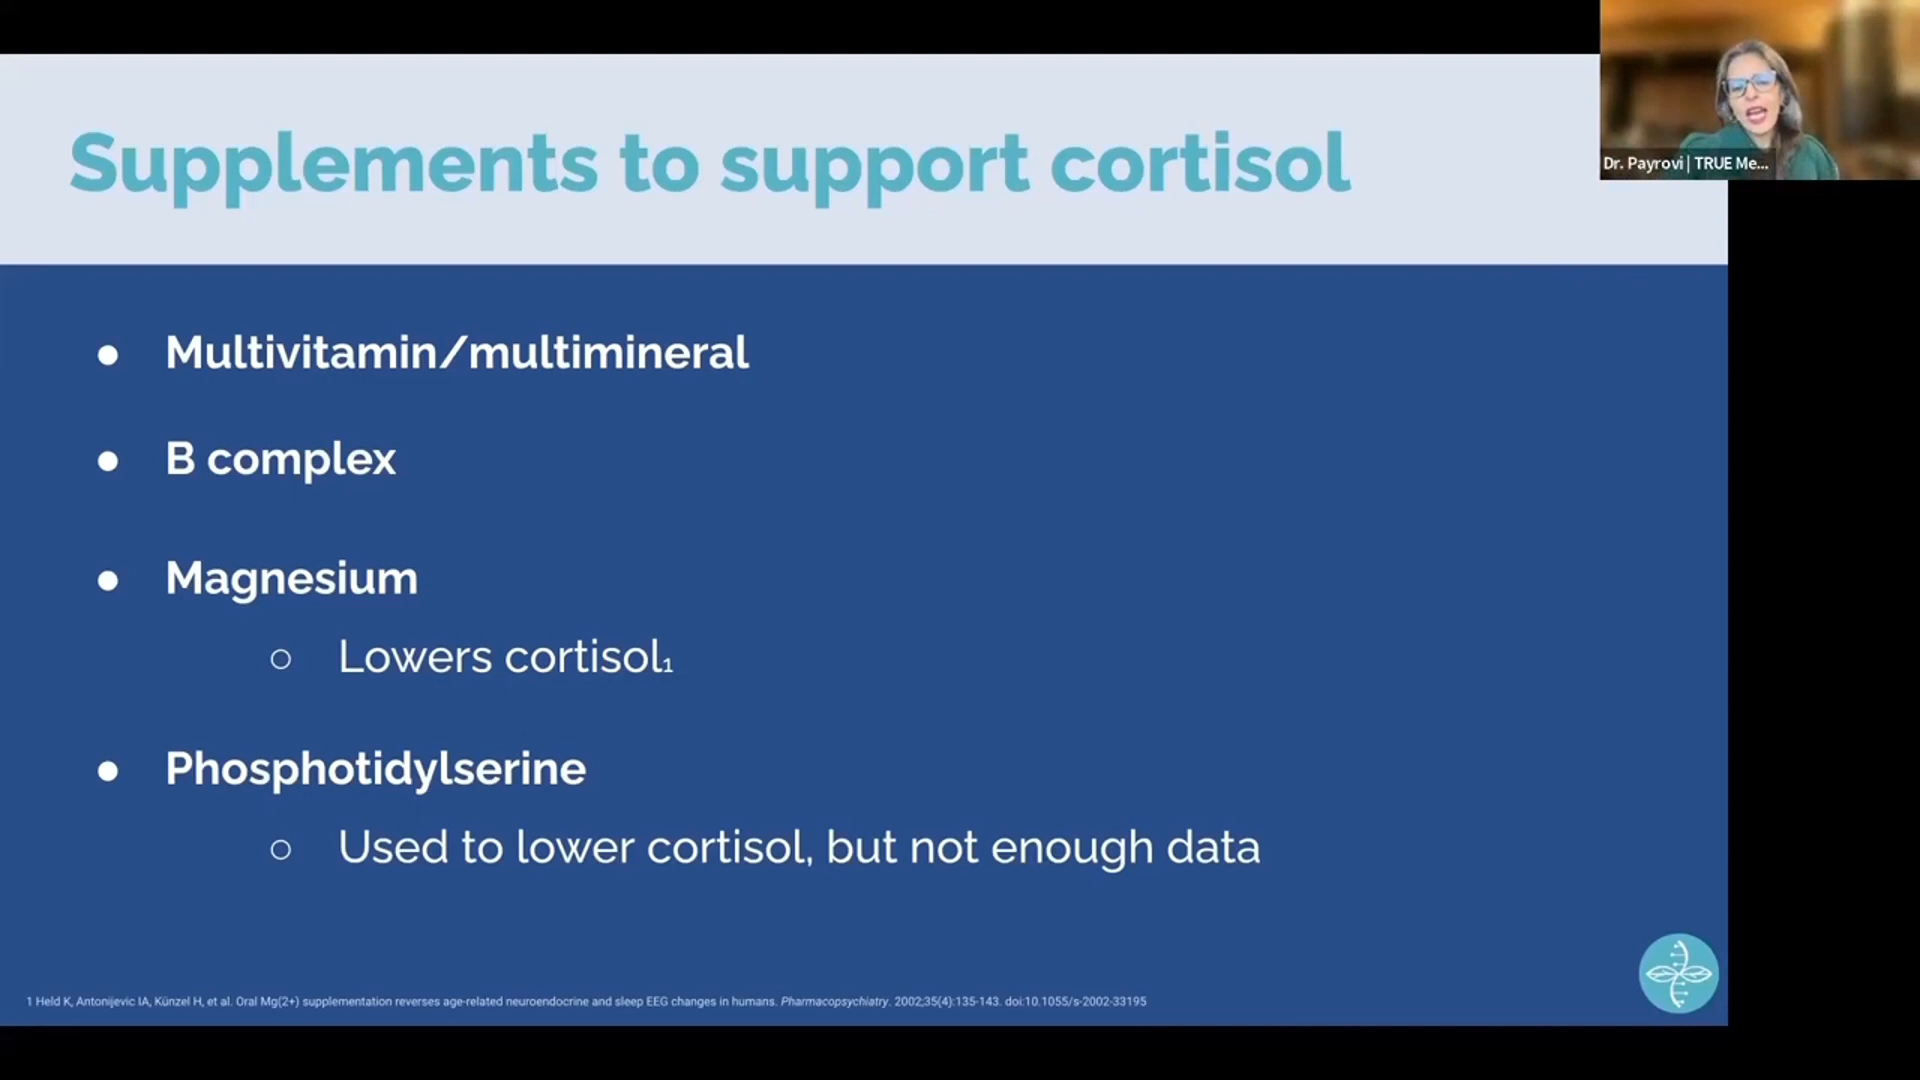 Supplements to support cortisol
Dr. Payrovi | TRUE Me...
● Multivitamin/multimineral
● B complex
● Magnesium
○ Lowers cortisol₁
● Phosphotidylserine
○ Used to lower cortisol, but not enough data
1 Held K, Antonijevic IA, Künzel H, et al. Oral Mg(2+) supplementation reverses age-related neuroendocrine and sleep EEG changes in humans. Pharmacopsychiatry. 2002;35(4):135-143. doi:10.1055/s-2002-33195